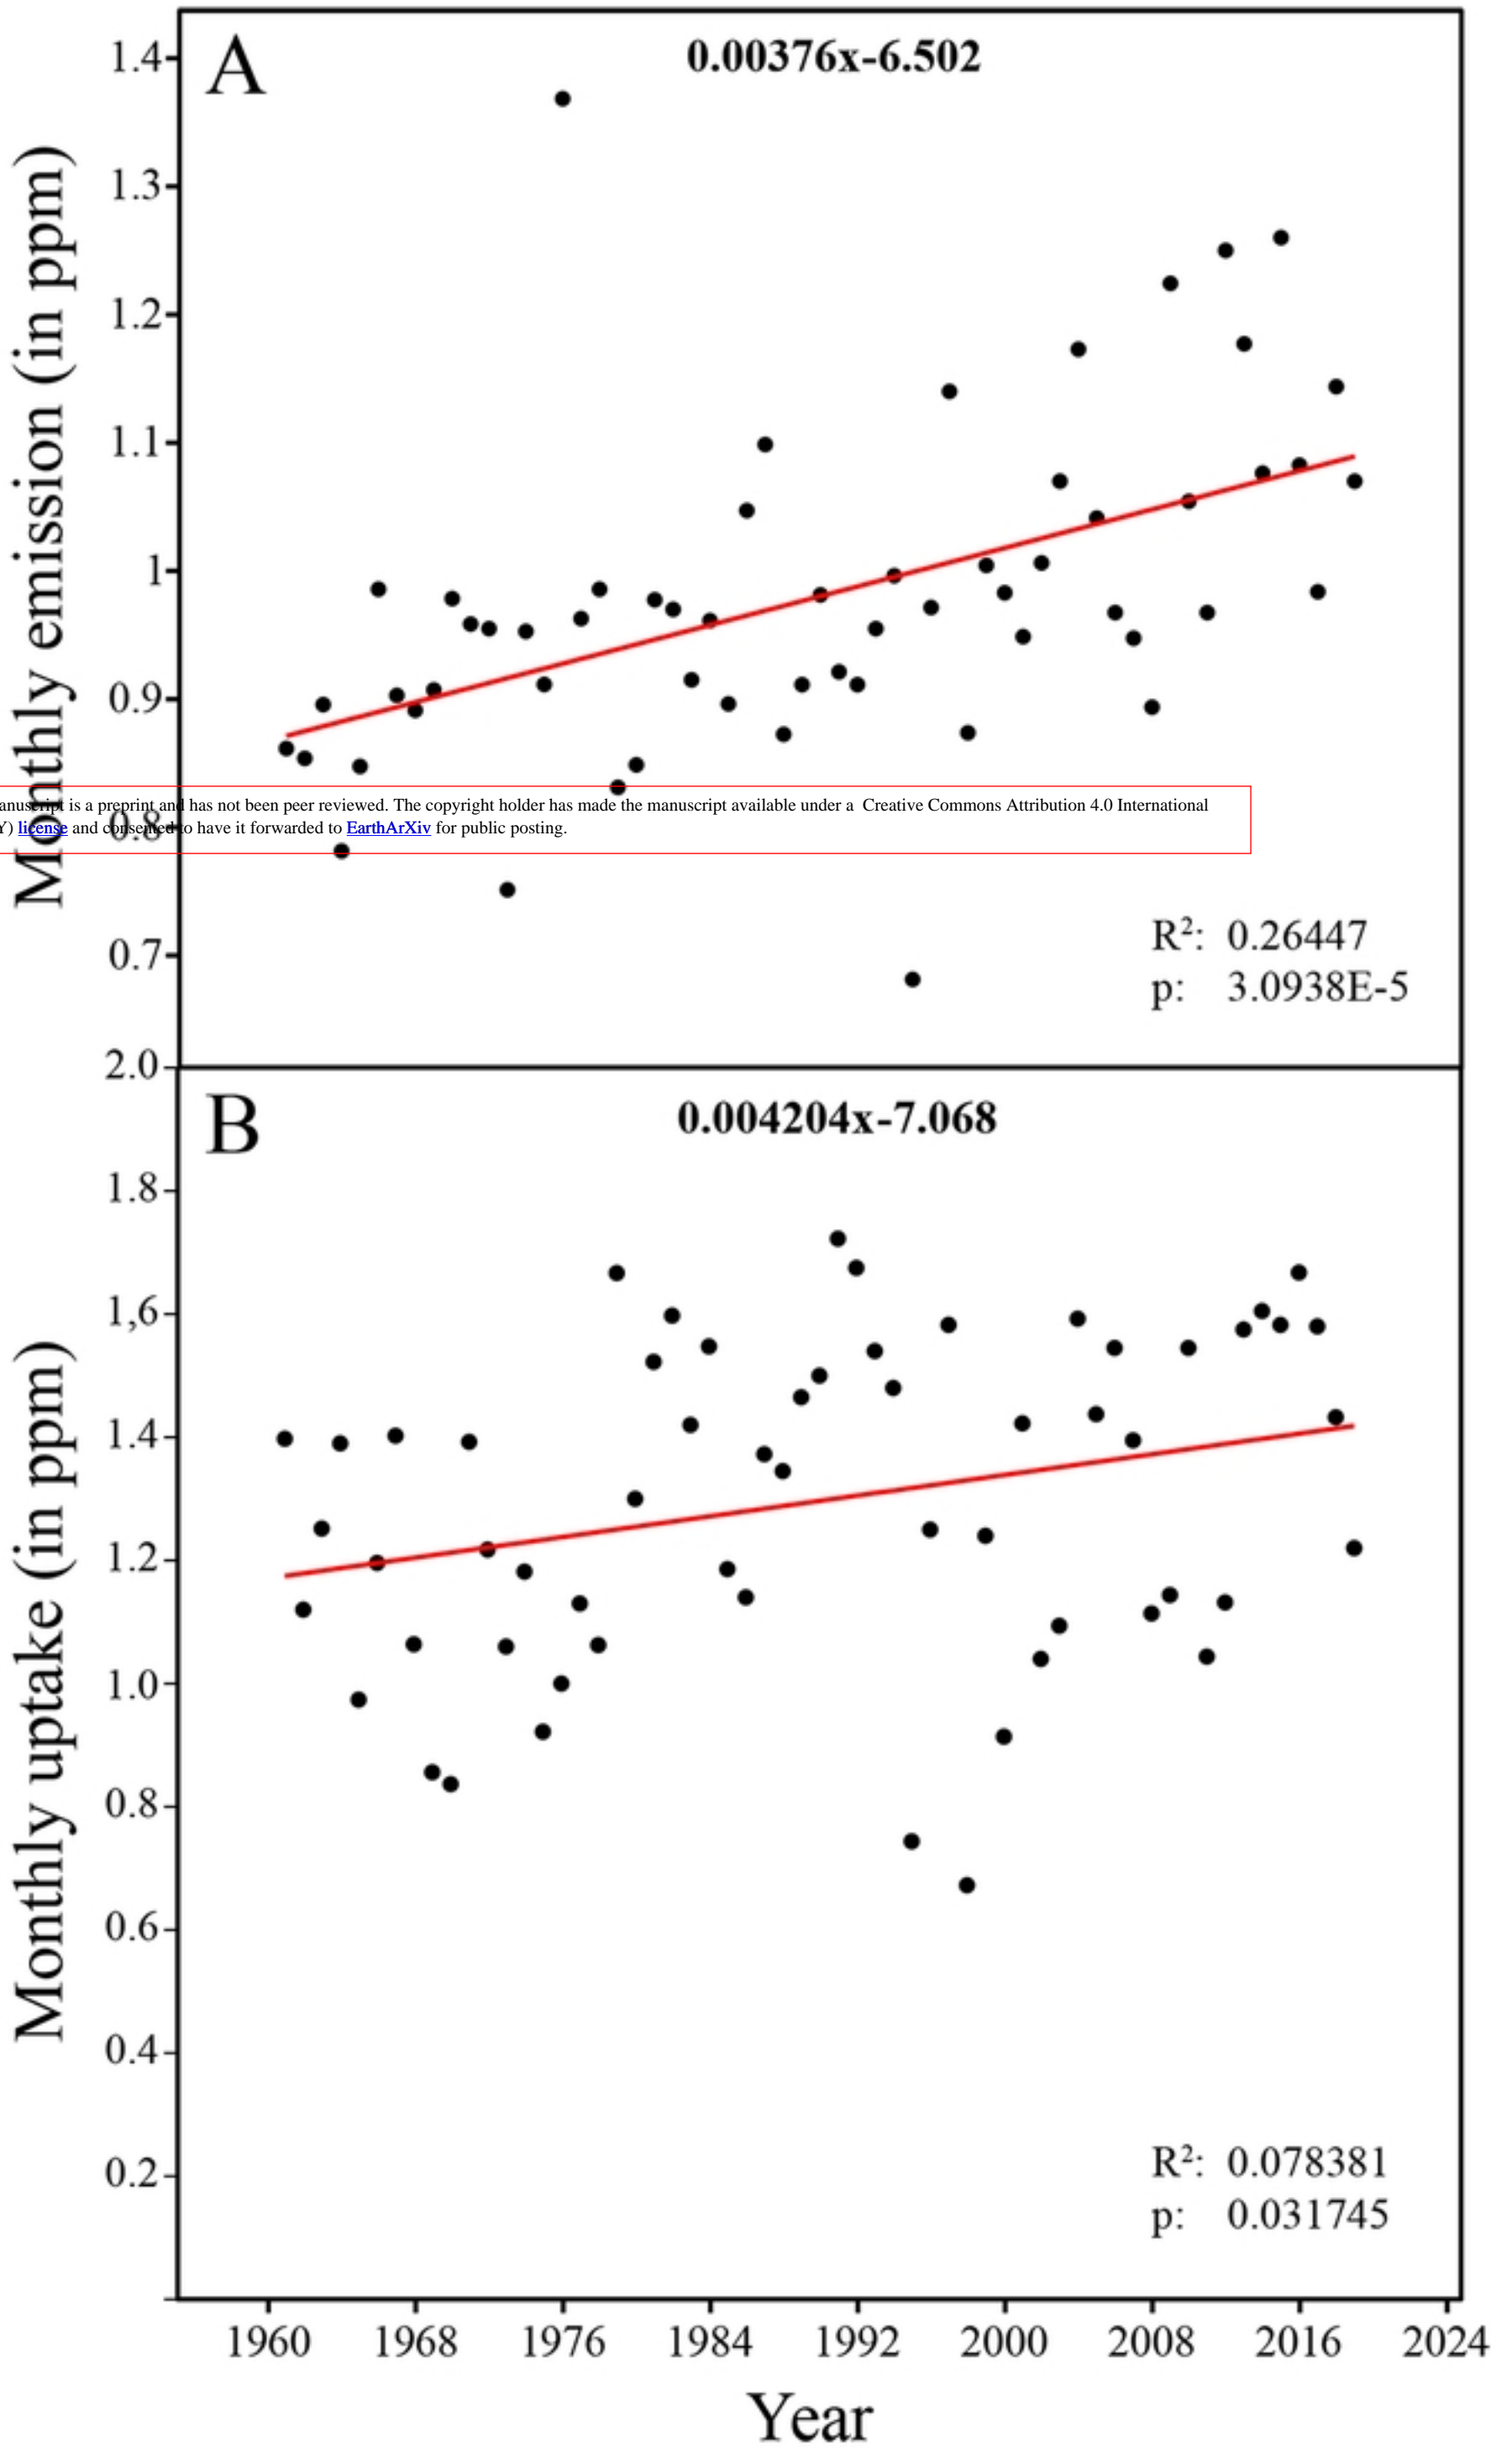 A
0.00376x-6.502
1.4
1.3
1.2
1.1
1
0.9
0.8
0.7
Monthly emission (in ppm)
anuscript is a preprint and has not been peer reviewed. The copyright holder has made the manuscript available under a Creative Commons Attribution 4.0 International
Y) license and consented to have it forwarded to EarthArXiv for public posting.
R²: 0.26447
p: 3.0938E-5
B
0.004204x-7.068
2.0
1.8
1,6
1.4
1.2
1.0
0.8
0.6
0.4
0.2
Monthly uptake (in ppm)
R²: 0.078381
p: 0.031745
1960 1968 1976 1984 1992 2000 2008 2016 2024
Year